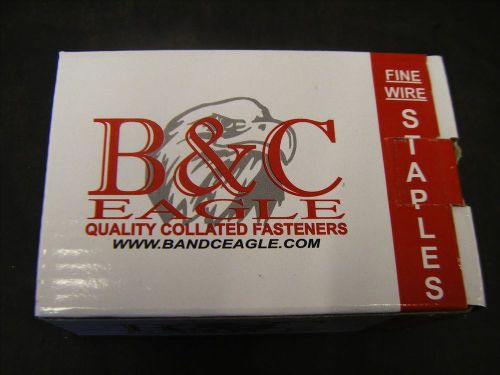 B&C
EAGLE
QUALITY COLLATED FASTENERS
WWW.BANDCEAGLE.COM
FINE
WIRE
STAPLES